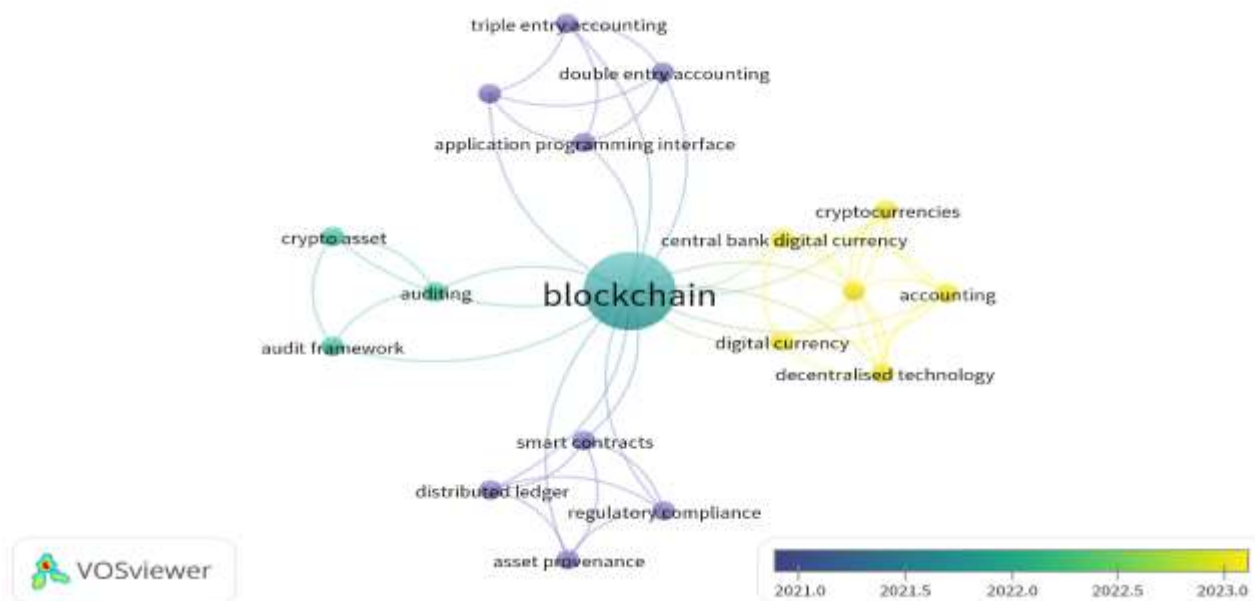 triple entry accounting
double entry accounting
application programming interface
cryptocurrencies
crypto asset
central bank digital currency
auditing
blockchain
accounting
audit framework
digital currency
decentralised technology
smart contracts
distributed ledger
regulatory compliance
asset provenance
VOSviewer
2021.0 2021.5 2022.0 2022.5 2023.0